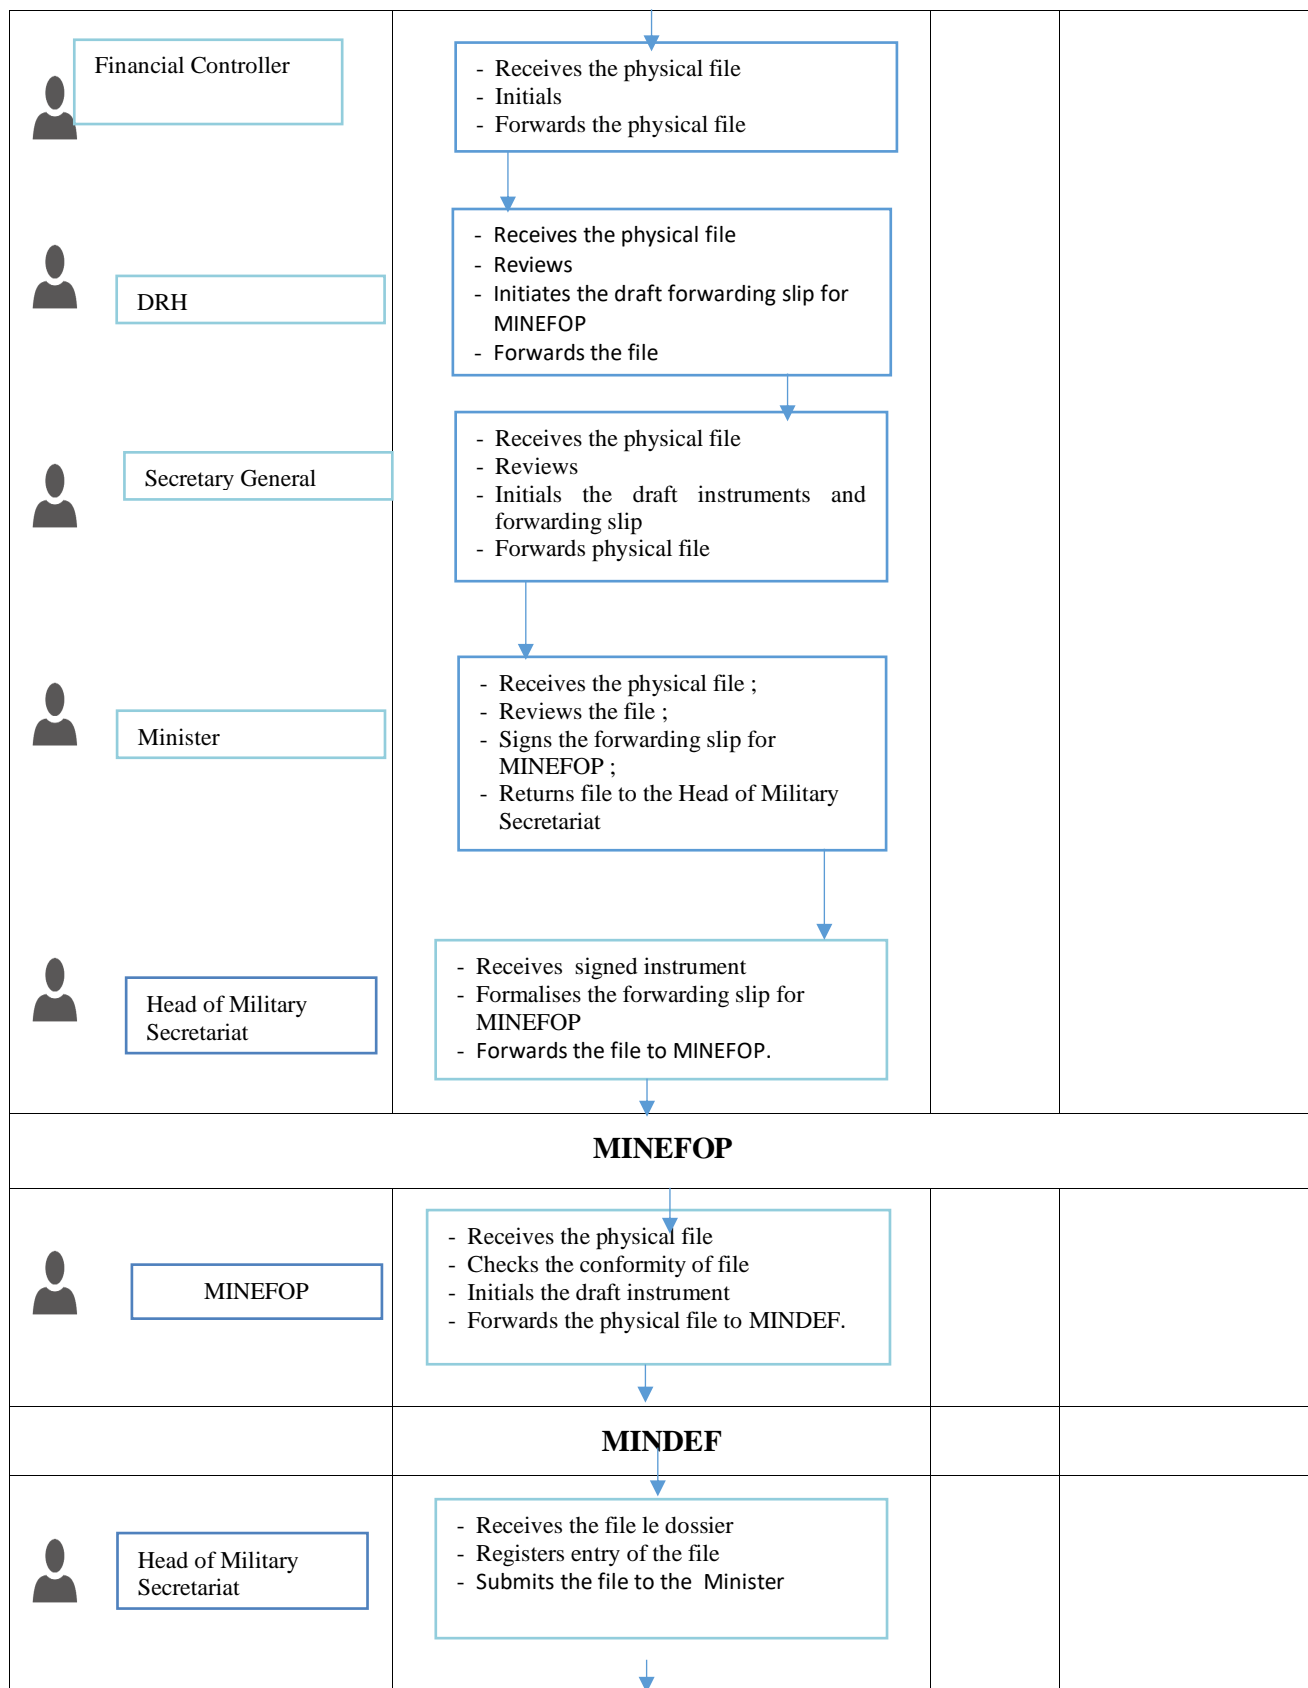 Financial Controller
- Receives the physical file
- Initials
- Forwards the physical file
DRH
- Receives the physical file
- Reviews
- Initiates the draft forwarding slip for
MINEFOP
- Forwards the file
Secretary General
- Receives the physical file
- Reviews
- Initials the draft instruments and
forwarding slip
- Forwards physical file
Minister
- Receives the physical file ;
- Reviews the file ;
- Signs the forwarding slip for
MINEFOP ;
- Returns file to the Head of Military
Secretariat
Head of Military
Secretariat
- Receives signed instrument
- Formalises the forwarding slip for
MINEFOP
- Forwards the file to MINEFOP.
MINEFOP
MINEFOP
- Receives the physical file
- Checks the conformity of file
- Initials the draft instrument
- Forwards the physical file to MINDEF.
MINDEF
Head of Military
Secretariat
- Receives the file le dossier
- Registers entry of the file
- Submits the file to the Minister